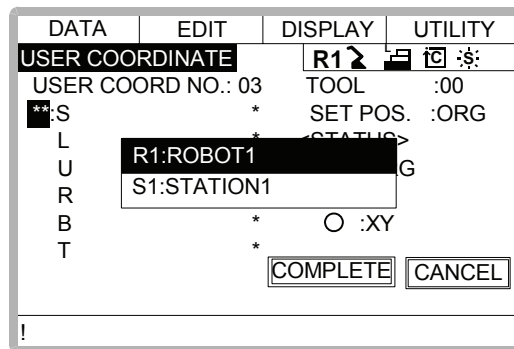 DATA EDIT DISPLAY UTILITY
USER COORDINATE R1 C S
USER COORD NO.: 03 TOOL :00
**:S * SET POS. :ORG
L * <STATUS>
R1:ROBOT1
U G
S1:STATION1
R
B * :XY
T *
COMPLETE CANCEL
!